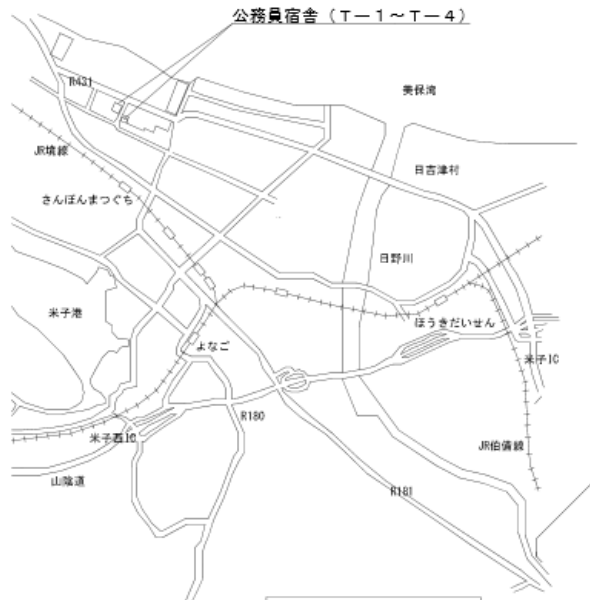 公務員宿舎（T－1～T－4）
R431
美保湾
JR境線
日吉津村
さんぼんまつぐち
日野川
米子港
ほうきだいせん
よなご
米子IC
R180
米子西IC
JR伯備線
山陰道
R181